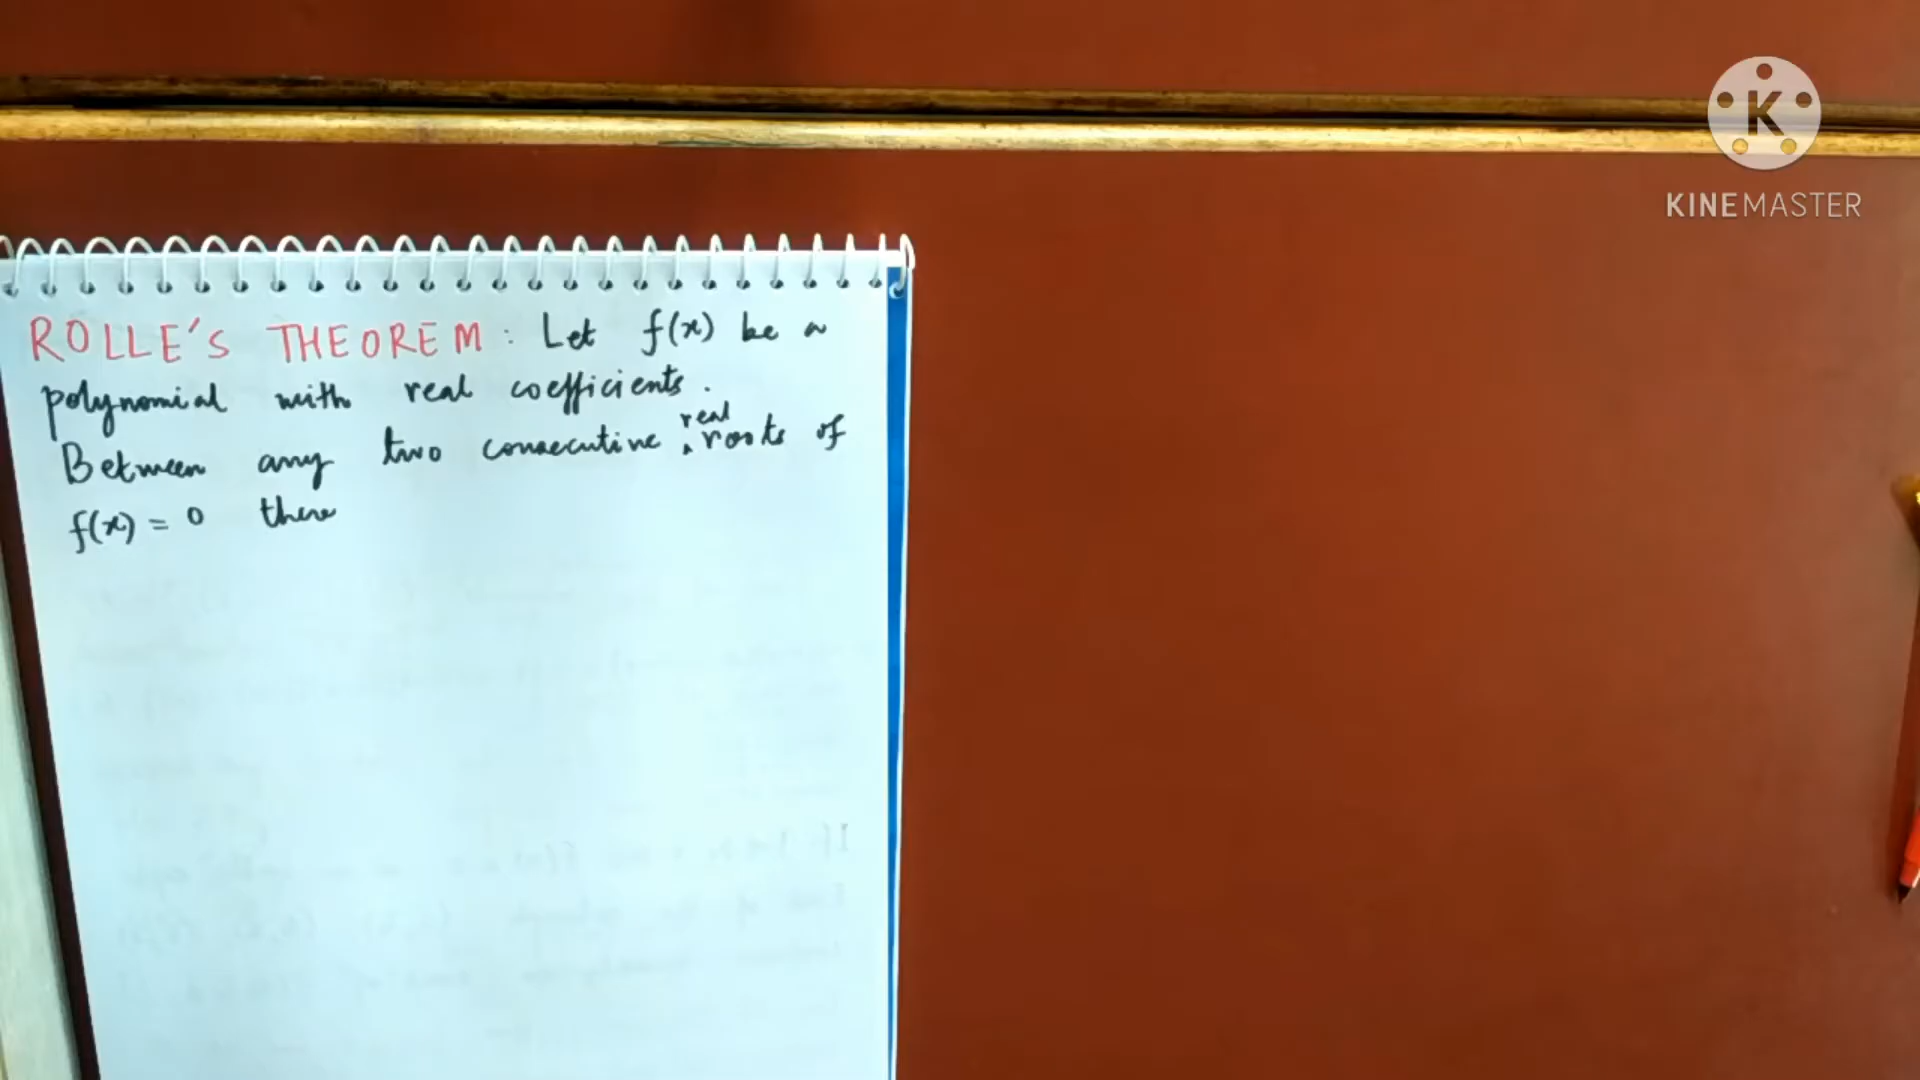 ROLLE'S THEOREM: Let f(x) be a
polynomial with real coefficients.
Between any two consecutive real roots of
f(x) = 0 there
K
KINEMASTER